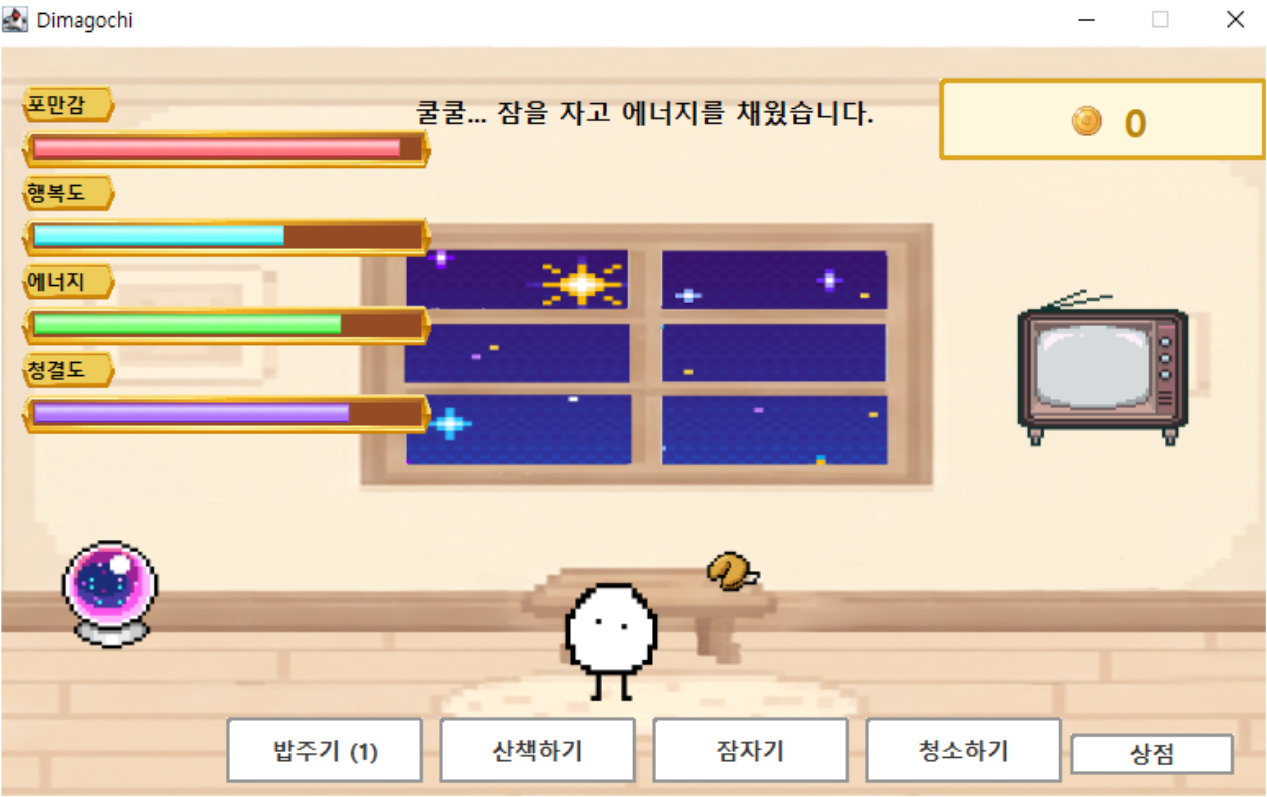 Dimagochi
포만감
쿨쿨... 잠을 자고 에너지를 채웠습니다.
0
행복도
에너지
청결도
밥주기 (1)
산책하기
잠자기
청소하기
상점